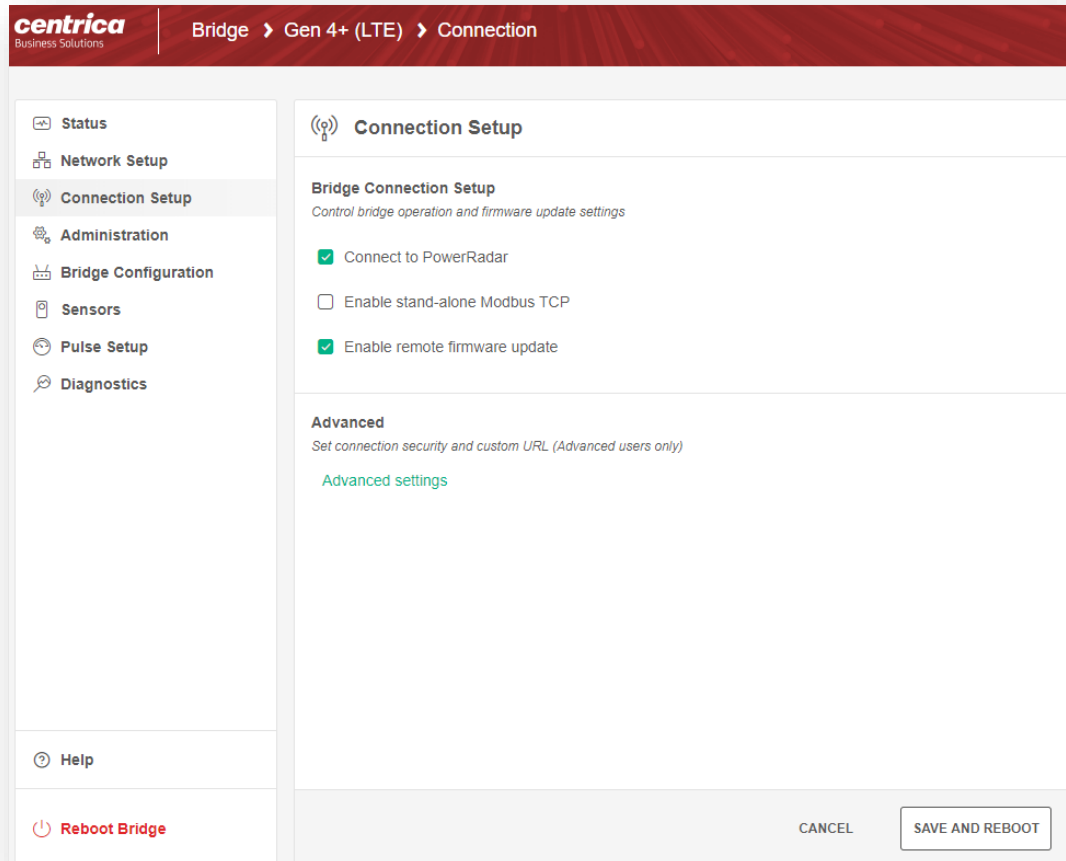 centrica
Business Solutions
Bridge > Gen 4+ (LTE) > Connection
Status
Network Setup
Connection Setup
Administration
Bridge Configuration
Sensors
Pulse Setup
Diagnostics
Help
Reboot Bridge
Connection Setup
Bridge Connection Setup
Control bridge operation and firmware update settings
Connect to PowerRadar
Enable stand-alone Modbus TCP
Enable remote firmware update
Advanced
Set connection security and custom URL (Advanced users only)
Advanced settings
CANCEL
SAVE AND REBOOT